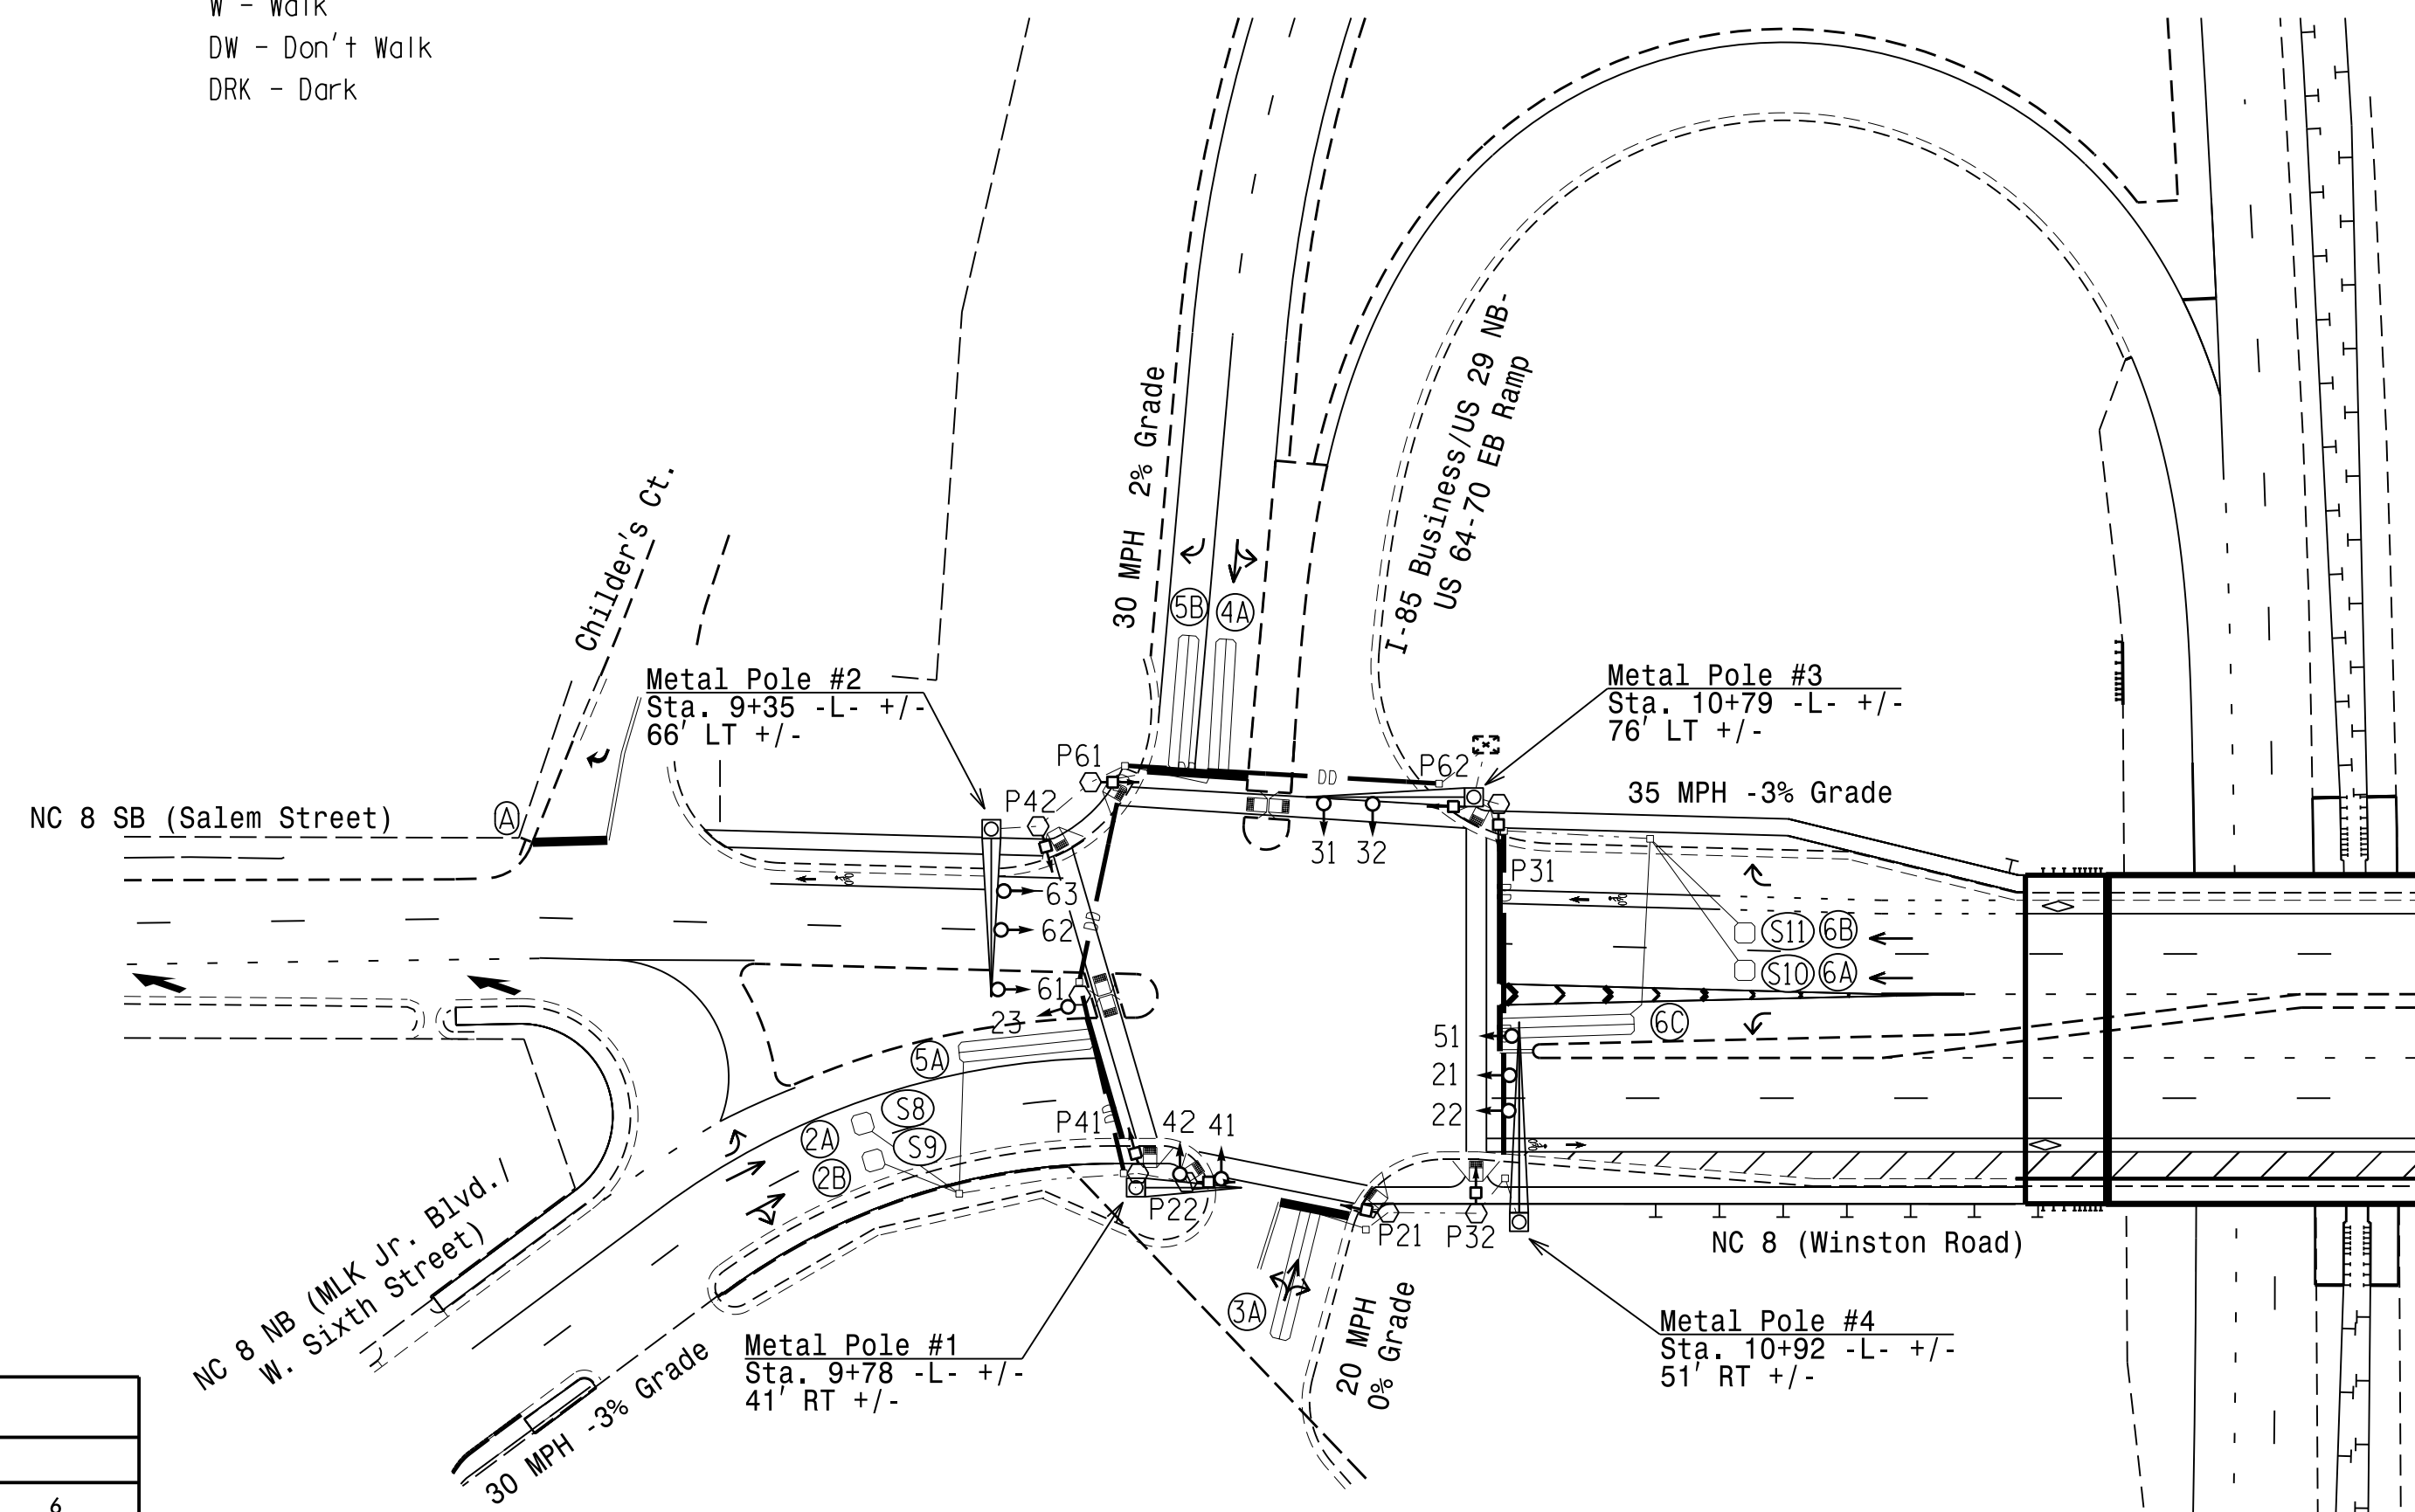 W - Walk
DW - Don't Walk
DRK - Dark
30 MPH 2% Grade
I-85 Business/US 29 NB-
US 64-70 EB Ramp
Childer's Ct.
5B
4A
Metal Pole #2
Sta. 9+35 -L- +/-
66' LT +/-
Metal Pole #3
Sta. 10+79 -L- +/-
76' LT +/-
P61
P62
DD
DD
35 MPH -3% Grade
NC 8 SB (Salem Street)
A
P42
31
32
P31
63
62
61
23
DD
S11
6B
S10
6A
6C
51
21
22
5A
S8
2A
S9
2B
P41
42
41
P22
P21
P32
NC 8 (Winston Road)
NC 8 NB (MLK Jr. Blvd./
W. Sixth Street)
3A
20 MPH
0% Grade
Metal Pole #1
Sta. 9+78 -L- +/-
41' RT +/-
Metal Pole #4
Sta. 10+92 -L- +/-
51' RT +/-
30 MPH -3% Grade
6